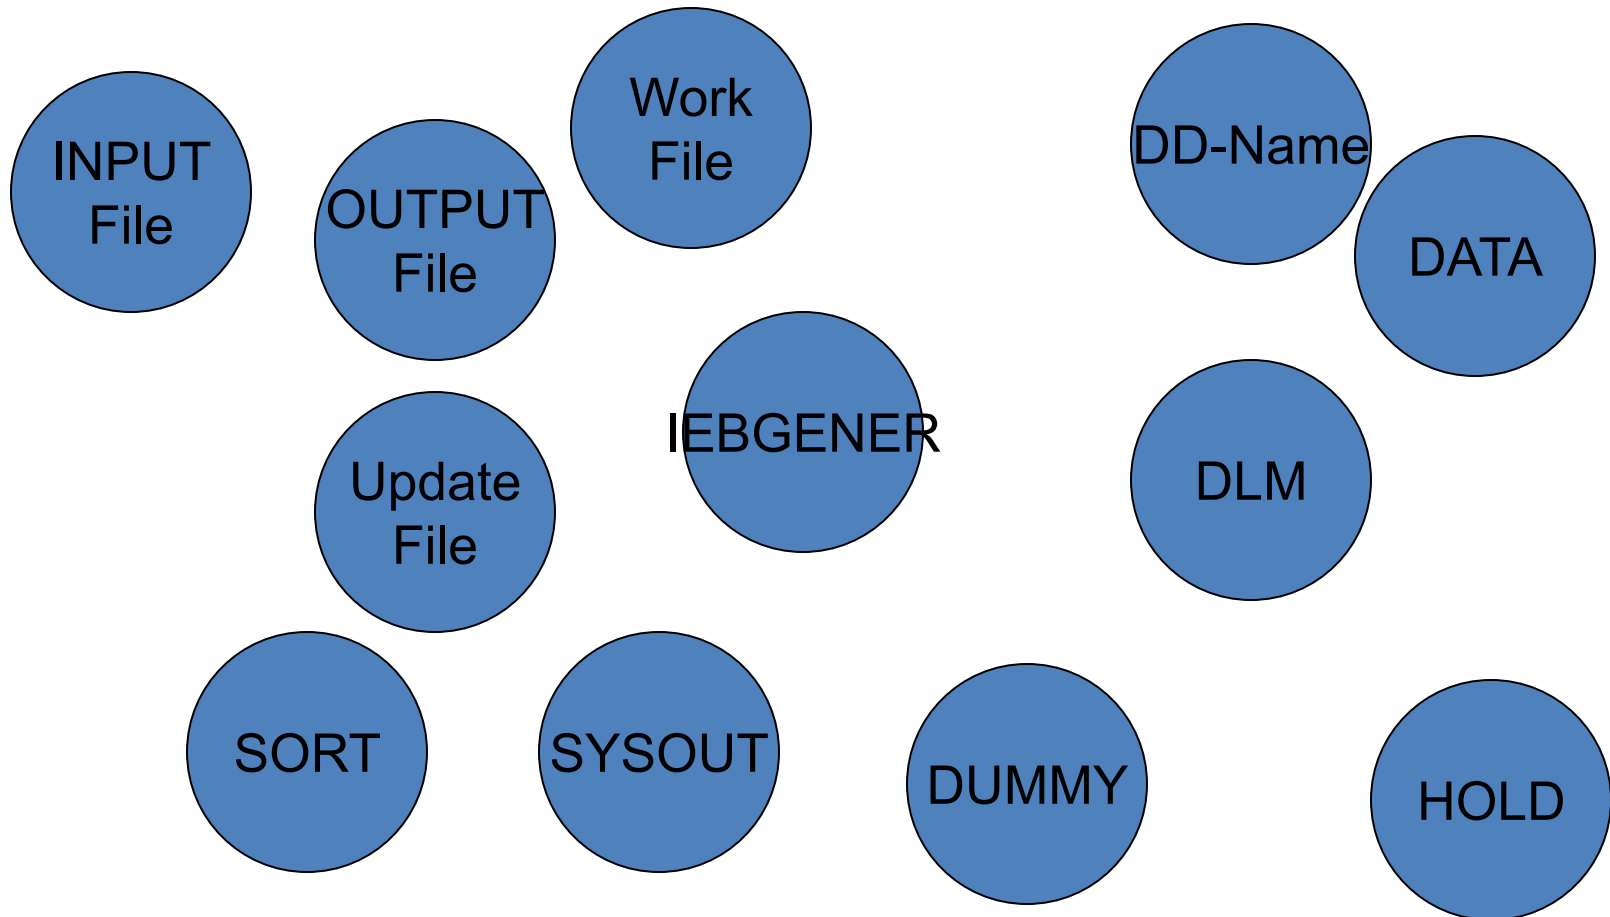 INPUT
File
OUTPUT
File
Work
File
DD-Name
DATA
IEBGENER
Update
File
DLM
SORT
SYSOUT
DUMMY
HOLD